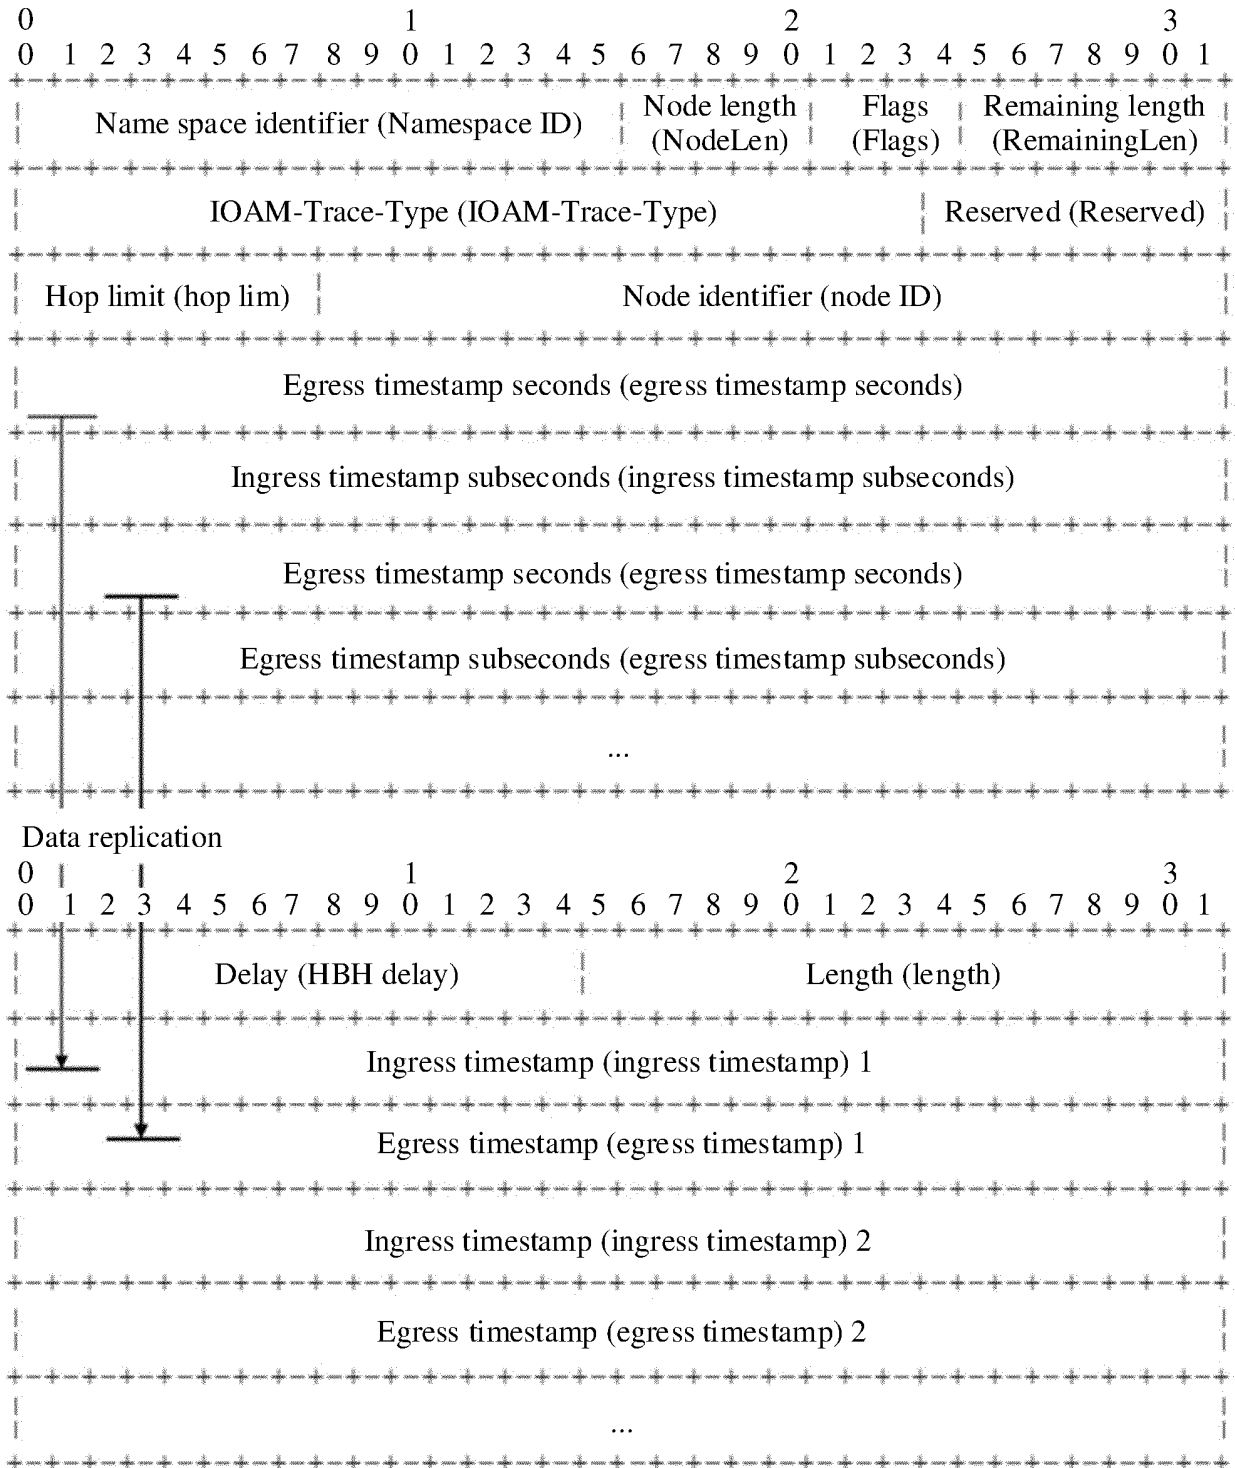 0 1 2 3
0 1 2 3 4 5 6 7 8 9 0 1 2 3 4 5 6 7 8 9 0 1 2 3 4 5 6 7 8 9 0 1
Name space identifier (Namespace ID) Node length (NodeLen) Flags (Flags) Remaining length (RemainingLen)
IOAM-Trace-Type (IOAM-Trace-Type) Reserved (Reserved)
Hop limit (hop lim) Node identifier (node ID)
Egress timestamp seconds (egress timestamp seconds)
Ingress timestamp subseconds (ingress timestamp subseconds)
Egress timestamp seconds (egress timestamp seconds)
Egress timestamp subseconds (egress timestamp subseconds)
...
Data replication
0 1 2 3
0 1 2 3 4 5 6 7 8 9 0 1 2 3 4 5 6 7 8 9 0 1 2 3 4 5 6 7 8 9 0 1
Delay (HBH delay) Length (length)
Ingress timestamp (ingress timestamp) 1
Egress timestamp (egress timestamp) 1
Ingress timestamp (ingress timestamp) 2
Egress timestamp (egress timestamp) 2
...